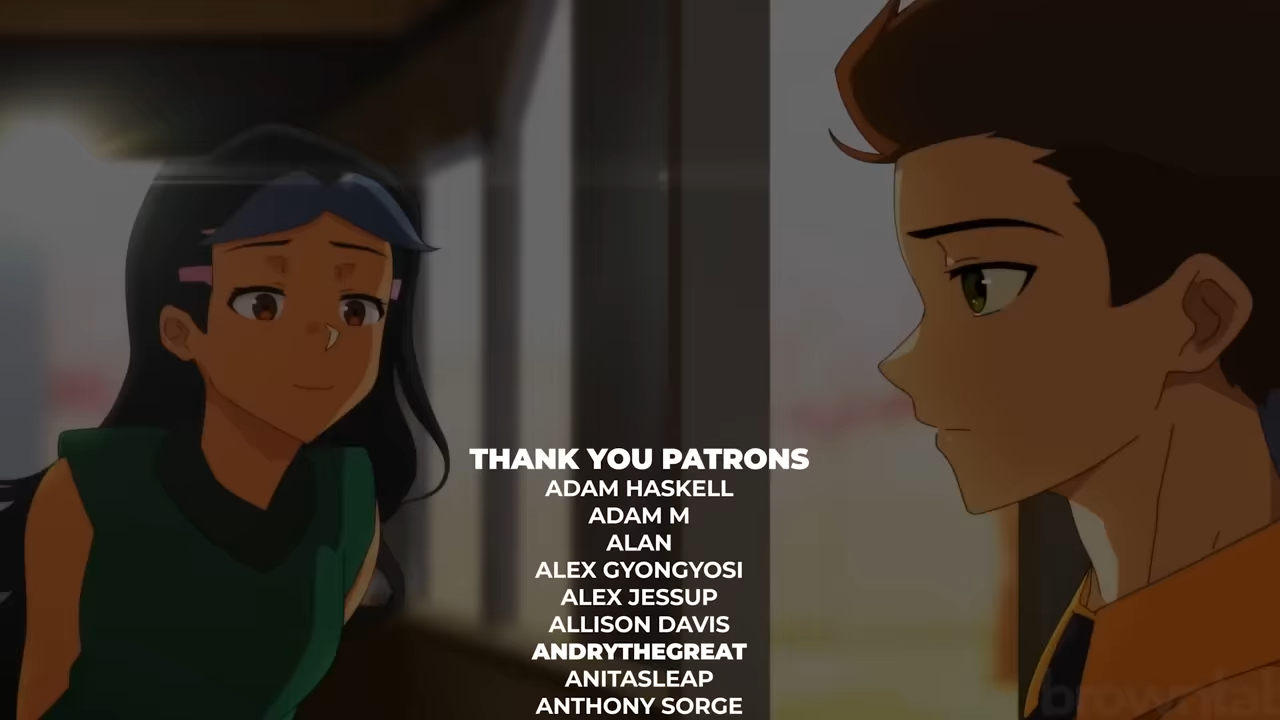 THANK YOU PATRONS
ADAM HASKELL
ADAM M
ALAN
ALEX GYONGYOSI
ALEX JESSUP
ALLISON DAVIS
ANDRYTHEGREAT
ANITASLEAP
ANTHONY SORGE